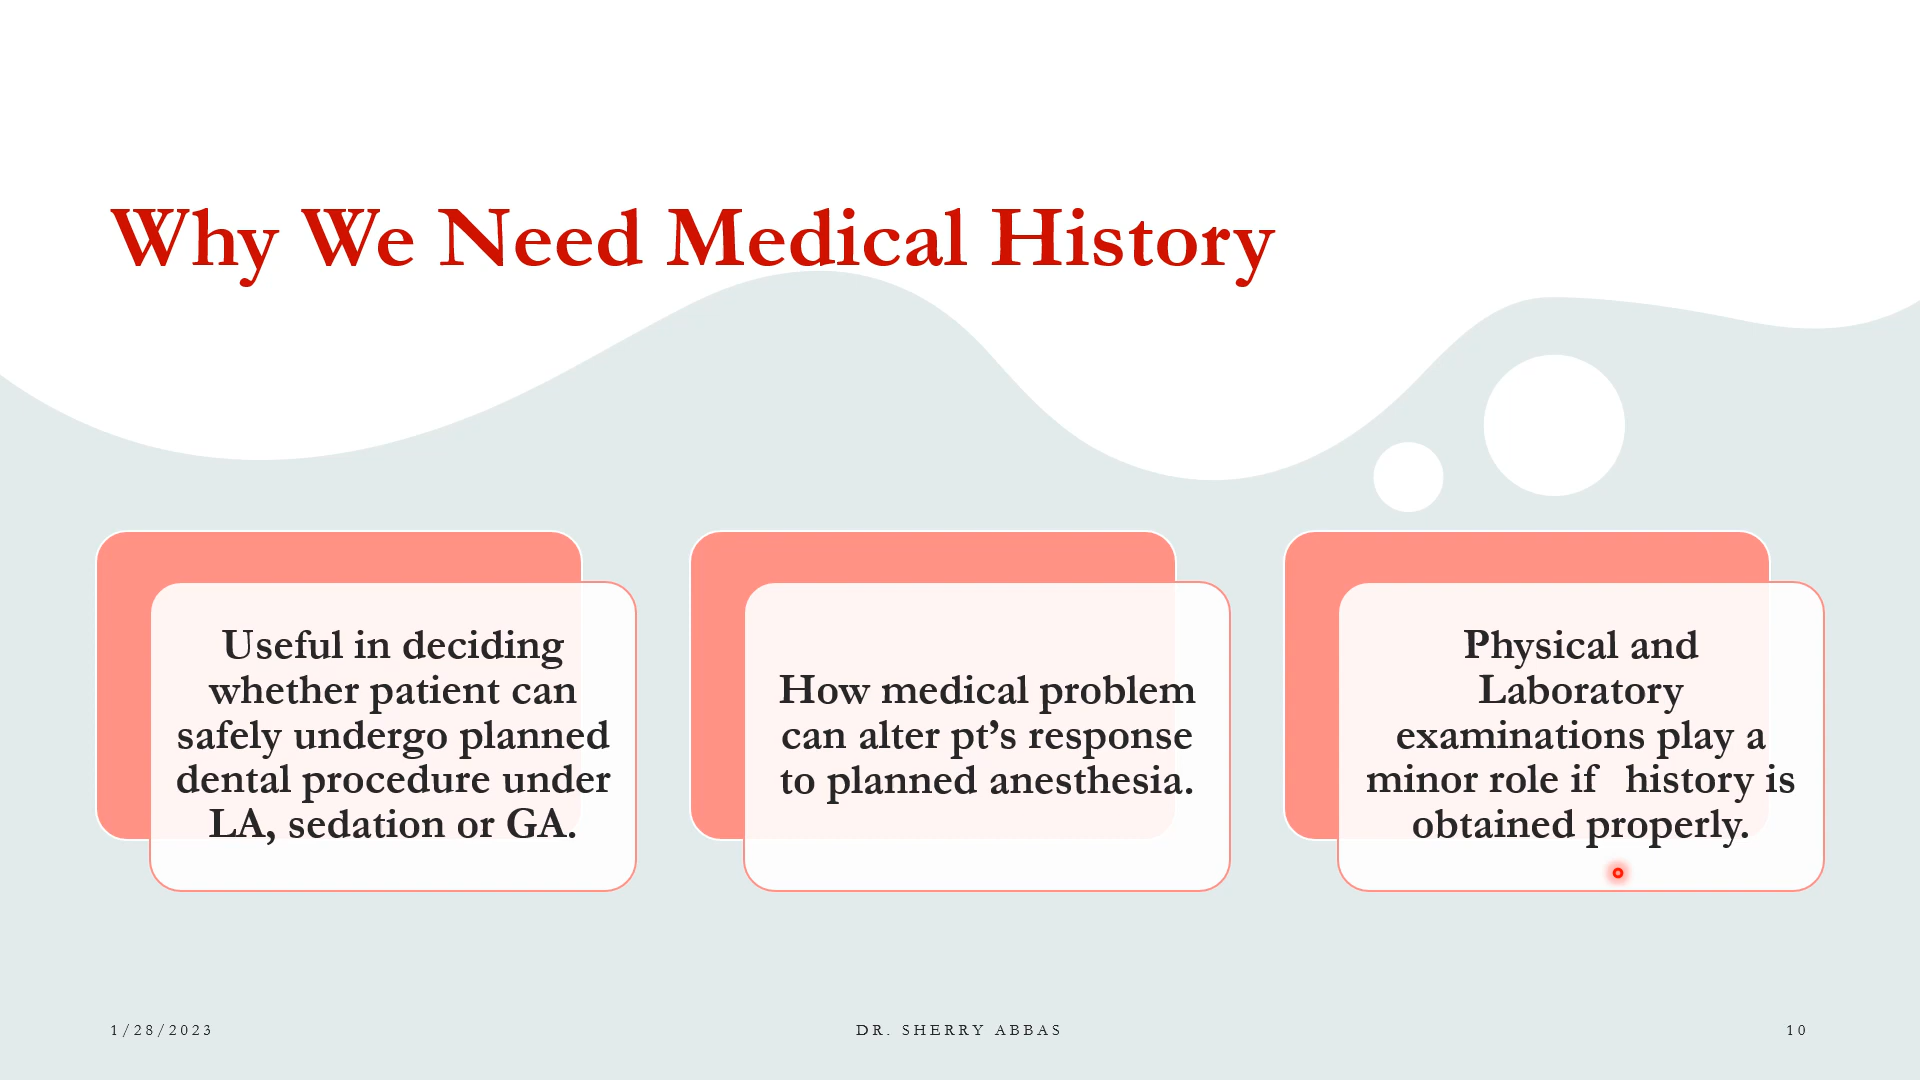 Why We Need Medical History
Useful in deciding
whether patient can
safely undergo planned
dental procedure under
LA, sedation or GA.
How medical problem
can alter pt’s response
to planned anesthesia.
Physical and
Laboratory
examinations play a
minor role if  history is
obtained properly.
1/28/2023
DR. SHERRY ABBAS
10